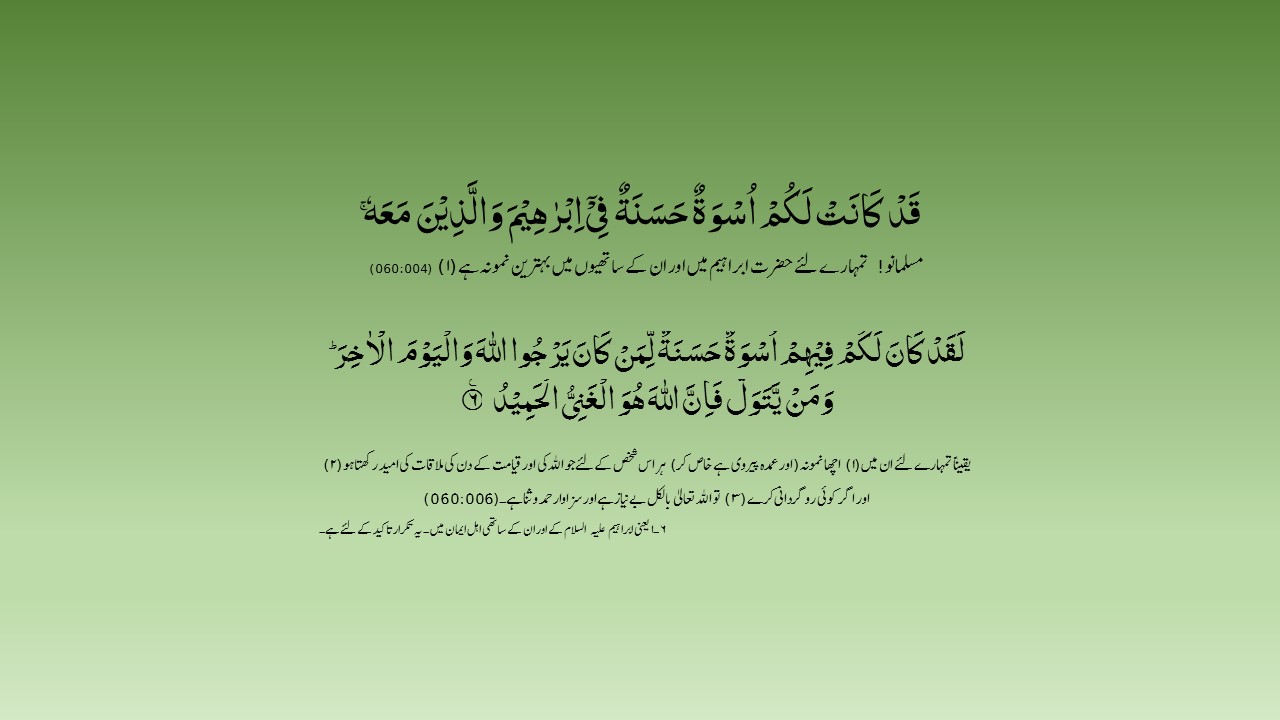 قَدْ كَانَتْ لَكُمْ اُسْوَةٌ حَسَنَةٌ فِیْۤ اِبْرٰهِیْمَ وَالَّذِیْنَ مَعَهٗ ۚ
مسلمانو! تمہارے لئے حضرت ابراہیم میں اور ان کے ساتھیوں میں بہترین نمونہ ہے (۱) (060:004)
لَقَدْ كَانَ لَكُمْ فِیْهِمْ اُسْوَةٌ حَسَنَةٌ لِّمَنْ كَانَ یَرْجُوا اللّٰهَ وَالْیَوْمَ الْاٰخِرَ ؕ
وَمَنْ یَّتَوَلَّ فَاِنَّ اللّٰهَ هُوَ الْغَنِیُّ الْحَمِیْدُ ۟۶
یقیناً تمہارے لئے ان میں (۱) اچھا نمونہ (اور عمدہ پیروی ہے خاص کر) ہر اس شخص کے لئے جو اللہ کی اور قیامت کے دن کی ملاقات کی امید رکھتا ہو (۲)
اور اگر کوئی روگردانی کرے (۳) تو اللہ تعالیٰ بالکل بے نیاز ہے اور سزاوار حمد و ثنا ہے۔ (060:006)
۶۔۱ یعنی ابراہیم علیہ السلام کے اور ان کے ساتھی اہل ایمان میں۔ یہ تکرار تاکید کے لئے ہے۔